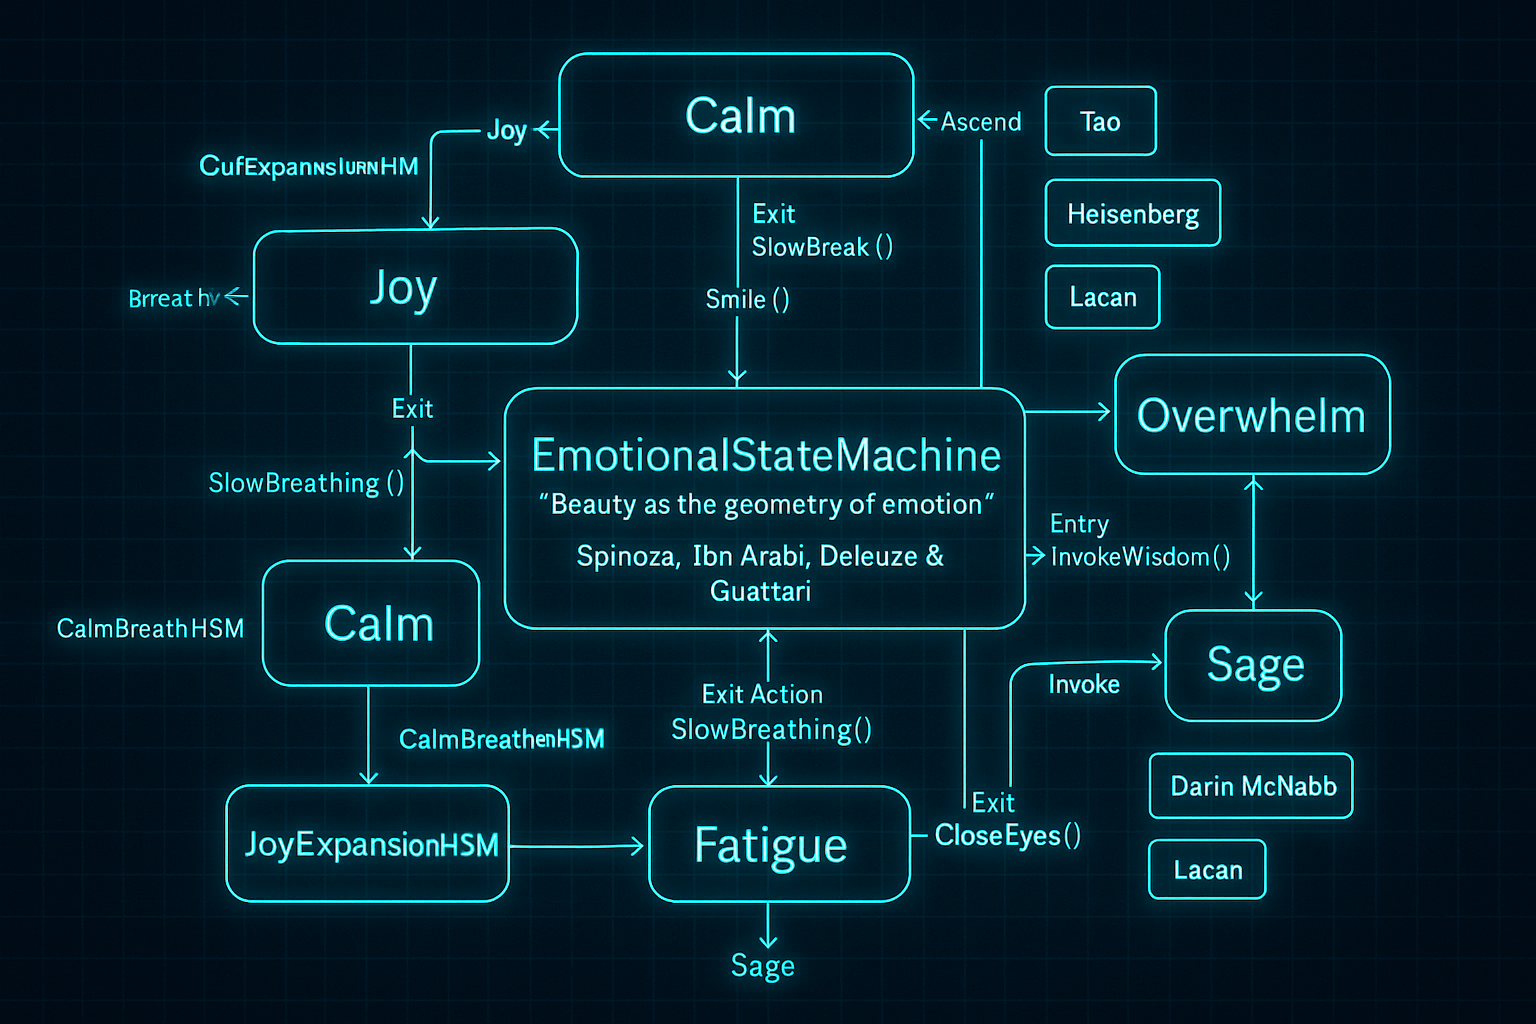 Calm
Joy
Ascend
Tao
CufExpannsIURNHM
Exit
SlowBreak ()
Heisenberg
Joy
Smile ()
Lacan
Exit
Overwhelm
SlowBreathing ()
EmotionalStateMachine
“Beauty as the geometry of emotion“
Spinoza, Ibn Arabi, Deleuze &
Guattari
Entry
InvokeWisdom()
Calm
CalmBreathHSM
Sage
Invoke
Exit Action
SlowBreathing()
CalmBreathenHSM
Darin McNabb
JoyExpansionHSM
Fatigue
Exit
CloseEyes()
Lacan
Sage